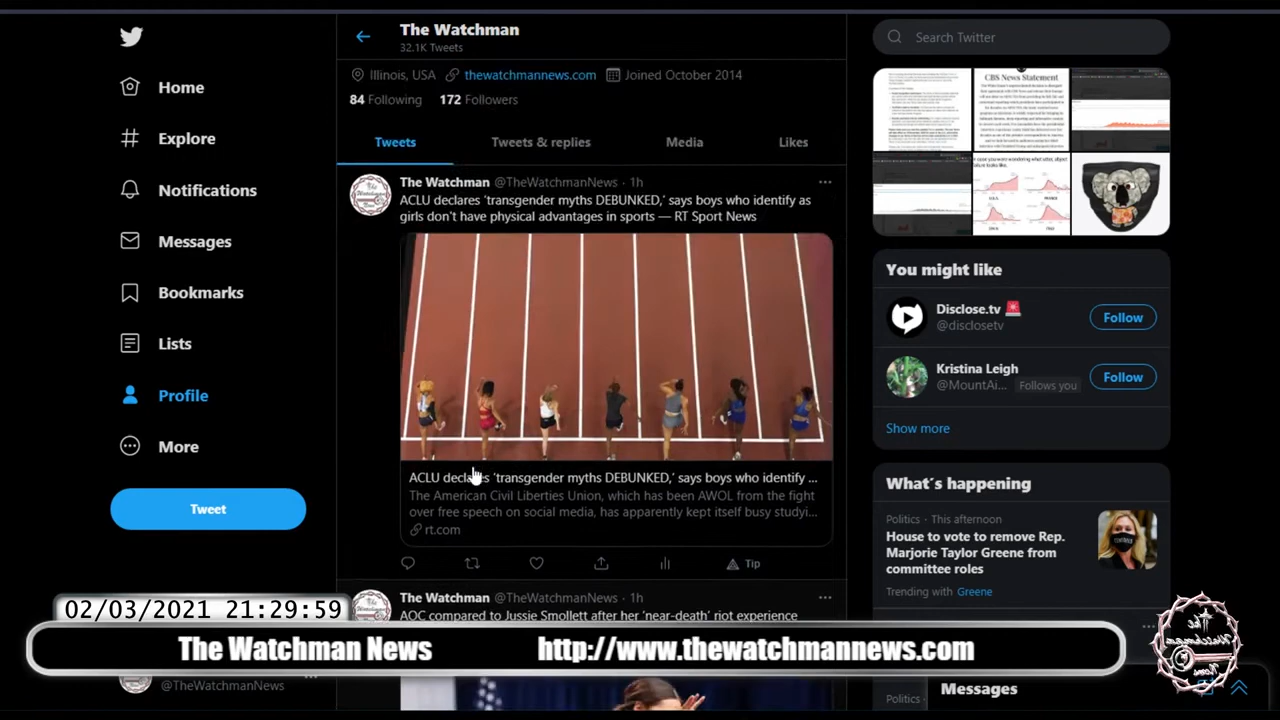 The Watchman
32.1K Tweets
Illinois, USA thewatchmannews.com Joined October 2014
Following 172 Followers
Tweets Tweets & replies Media Likes
The Watchman @TheWatchmanNews · 1h
ACLU declares 'transgender myths DEBUNKED,' says boys who identify as
girls don't have physical advantages in sports — RT Sport News
ACLU declares 'transgender myths DEBUNKED,' says boys who identify ...
The American Civil Liberties Union, which has been AWOL from the fight
over free speech on social media, has apparently kept itself busy studyi...
rt.com
Tip
The Watchman @TheWatchmanNews · 1h
AOC compared to Jussie Smollett after her 'near-death' riot experience
Home
Explore
Notifications
Messages
Bookmarks
Lists
Profile
More
Tweet
@TheWatchmanNews
Search Twitter
CBS News Statement
You might like
Disclose.tv
@disclosetv
Follow
Kristina Leigh
@MountAi... Follows you
Follow
Show more
What's happening
Politics · This afternoon
House to vote to remove Rep.
Marjorie Taylor Greene from
committee roles
Trending with Greene
Politics ·
Messages
02/03/2021 21:29:59
The Watchman News http://www.thewatchmannews.com
The
Watchman
News